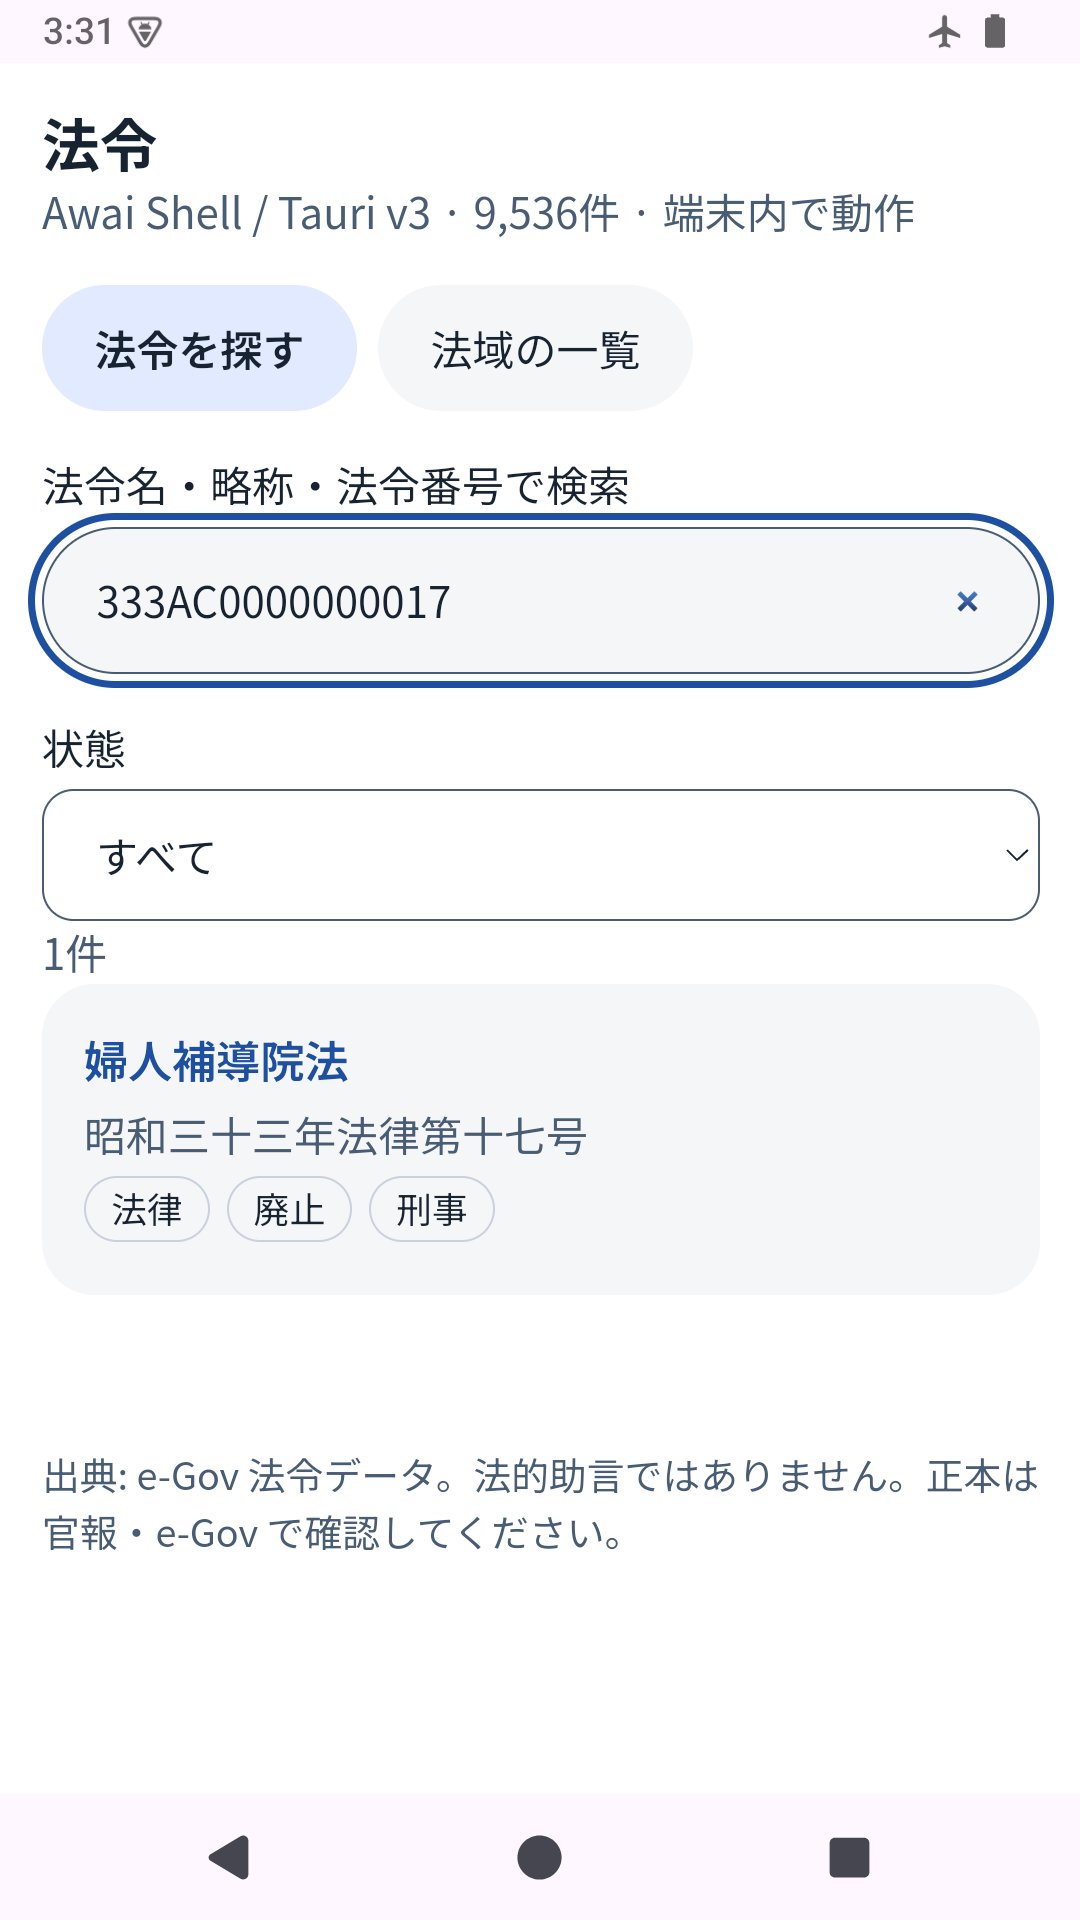 3:31
法令
Awai Shell / Tauri v3 · 9,536件 · 端末内で動作
法令を探す
法域の一覧
法令名・略称・法令番号で検索
333AC0000000017
×
状態
すべて
1件
婦人補導院法
昭和三十三年法律第十七号
法律
廃止
刑事
出典: e-Gov 法令データ。法的助言ではありません。正本は
官報・e-Gov で確認してください。